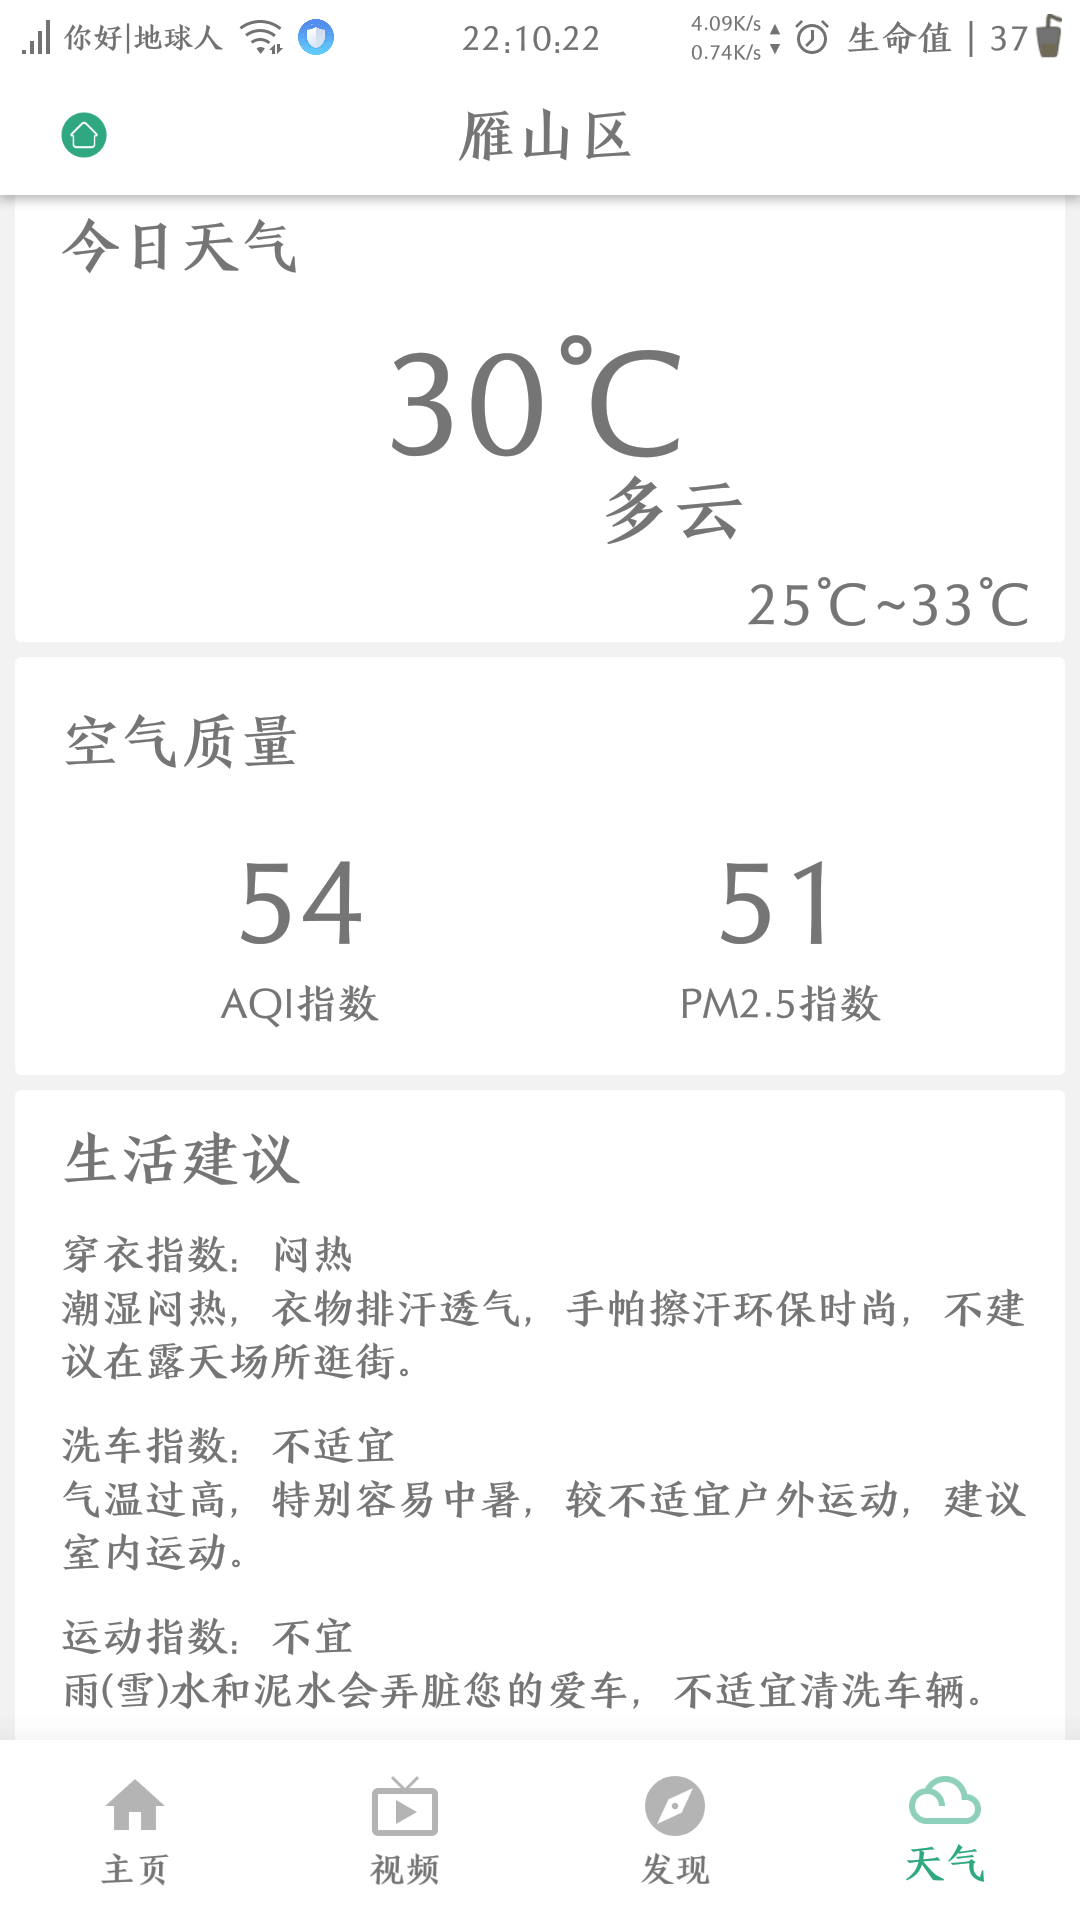 你好|地球人 22:10:22 4.09K/s 0.74K/s 生命值 | 37
雁山区
今日天气
30℃
多云
25℃~33℃
空气质量
54 51
AQI指数 PM2.5指数
生活建议
穿衣指数：闷热
潮湿闷热，衣物排汗透气，手帕擦汗环保时尚，不建
议在露天场所逛街。
洗车指数：不适宜
气温过高，特别容易中暑，较不适宜户外运动，建议
室内运动。
运动指数：不宜
雨(雪)水和泥水会弄脏您的爱车，不适宜清洗车辆。
主页 视频 发现 天气